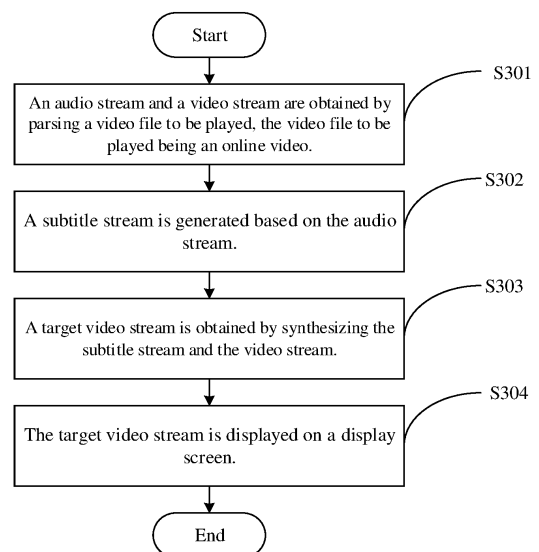 Start
S301
An audio stream and a video stream are obtained by
parsing a video file to be played, the video file to be
played being an online video.
S302
A subtitle stream is generated based on the audio
stream.
S303
A target video stream is obtained by synthesizing the
subtitle stream and the video stream.
S304
The target video stream is displayed on a display
screen.
End